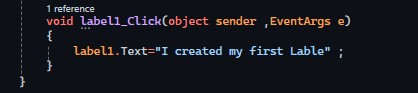 1 reference
void label1_Click(object sender ,EventArgs e)
{
label1.Text="I created my first Lable" ;
}
}